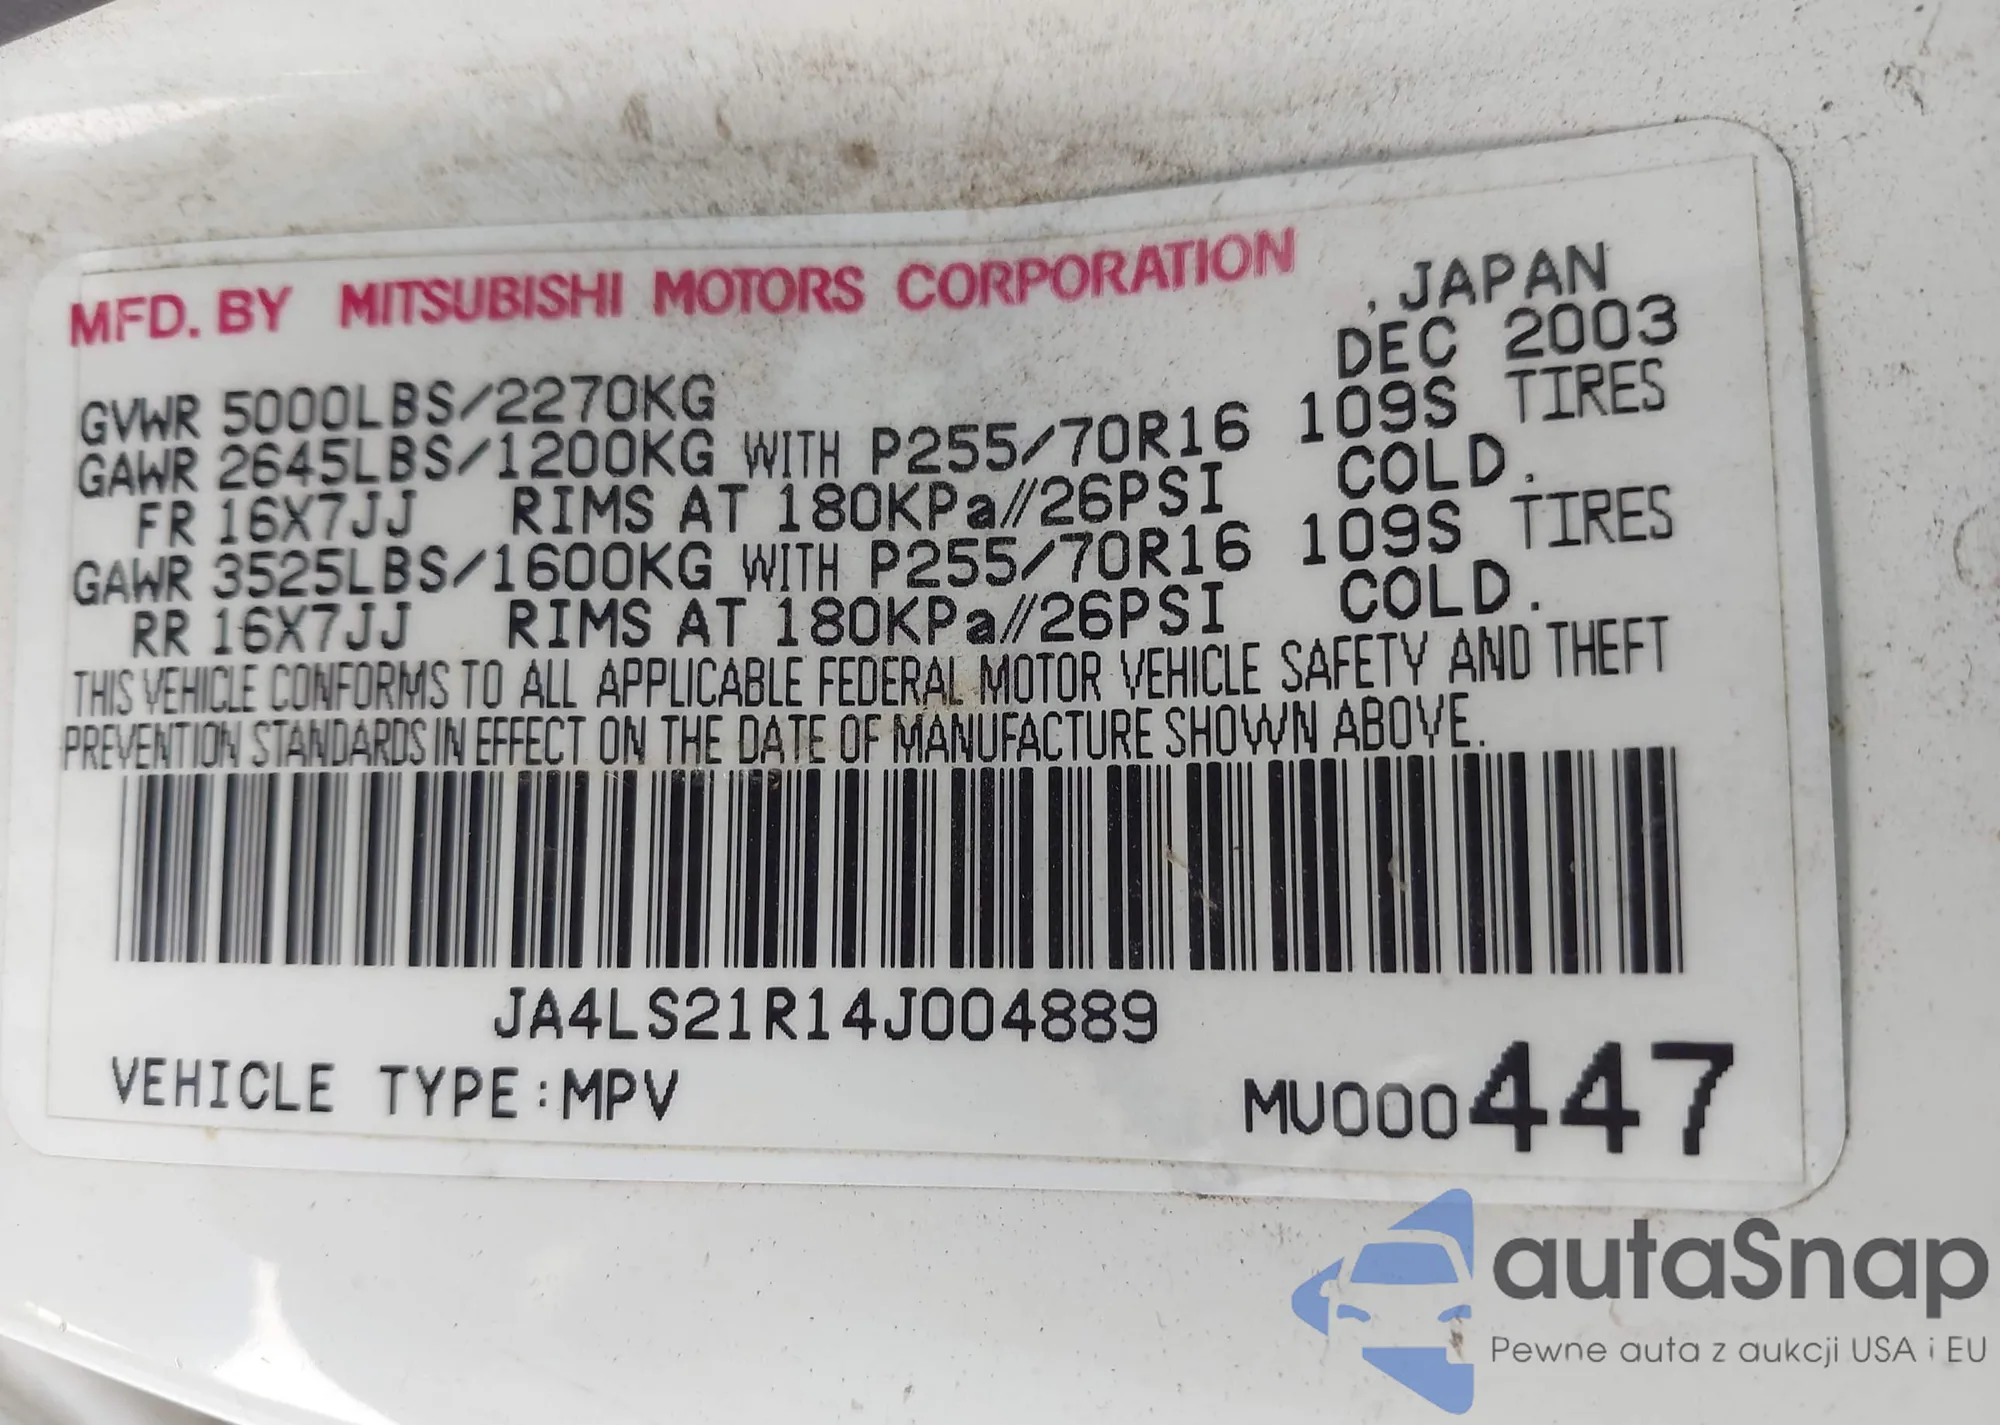 MFD. BY MITSUBISHI MOTORS CORPORATION , JAPAN
DEC 2003
GVWR 5000LBS/2270KG
GAWR 2645LBS/1200KG WITH P255/70R16 109S TIRES
FR 16X7JJ RIMS AT 180KPa//26PSI COLD.
GAWR 3525LBS/1600KG WITH P255/70R16 109S TIRES
RR 16X7JJ RIMS AT 180KPa//26PSI COLD.
THIS VEHICLE CONFORMS TO ALL APPLICABLE FEDERAL MOTOR VEHICLE SAFETY AND THEFT
PREVENTION STANDARDS IN EFFECT ON THE DATE OF MANUFACTURE SHOWN ABOVE.
JA4LS21R14J004889
VEHICLE TYPE:MPV MU000447
autaSnap
Pewne auta z aukcji USA i EU